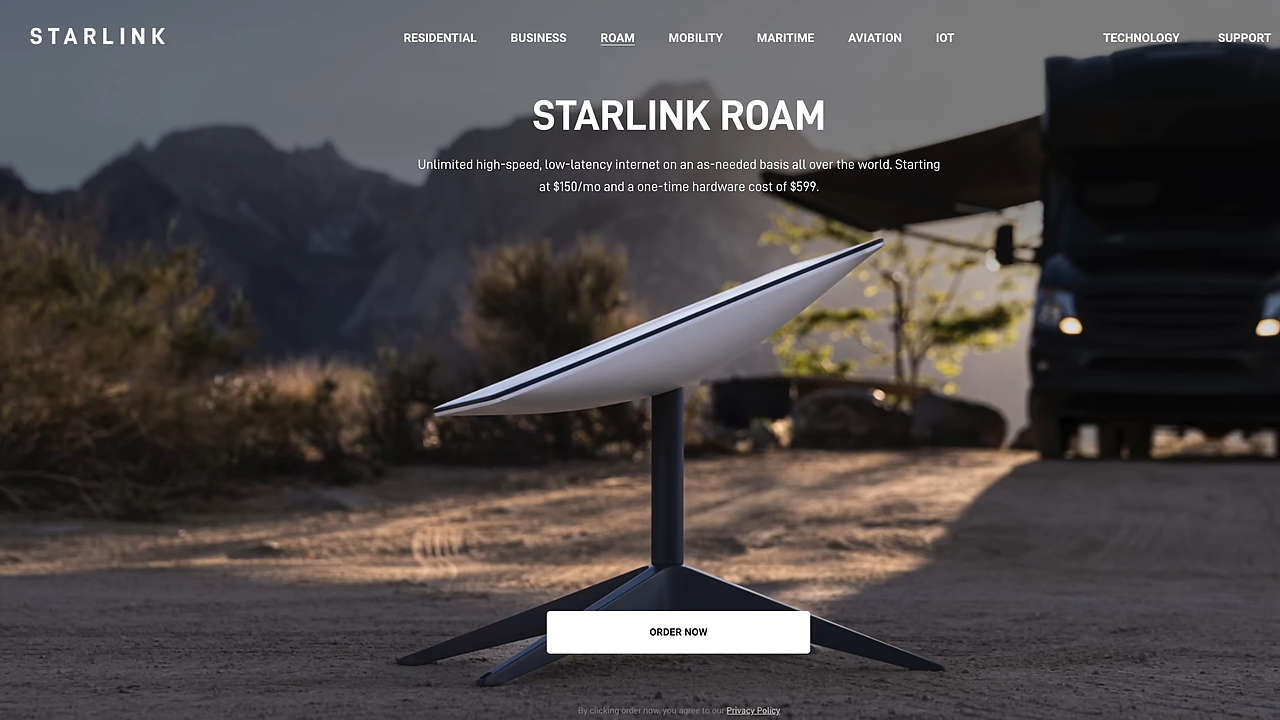 STARLINK
RESIDENTIAL BUSINESS ROAM MOBILITY MARITIME AVIATION IOT TECHNOLOGY SUPPORT
STARLINK ROAM
Unlimited high-speed, low-latency internet on an as-needed basis all over the world. Starting
at $150/mo and a one-time hardware cost of $599.
ORDER NOW
By clicking order now, you agree to our Privacy Policy